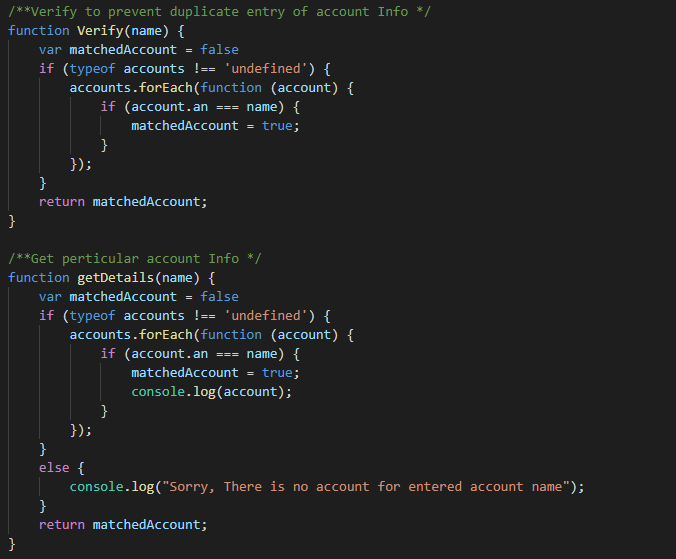 /**Verify to prevent duplicate entry of account Info */
function Verify(name) {
    var matchedAccount = false
    if (typeof accounts !== 'undefined') {
        accounts.forEach(function (account) {
            if (account.an === name) {
                matchedAccount = true;
            }
        });
    }
    return matchedAccount;
}

/**Get perticular account Info */
function getDetails(name) {
    var matchedAccount = false
    if (typeof accounts !== 'undefined') {
        accounts.forEach(function (account) {
            if (account.an === name) {
                matchedAccount = true;
                console.log(account);
            }
        });
    }
    else {
        console.log("Sorry, There is no account for entered account name");
    }
    return matchedAccount;
}